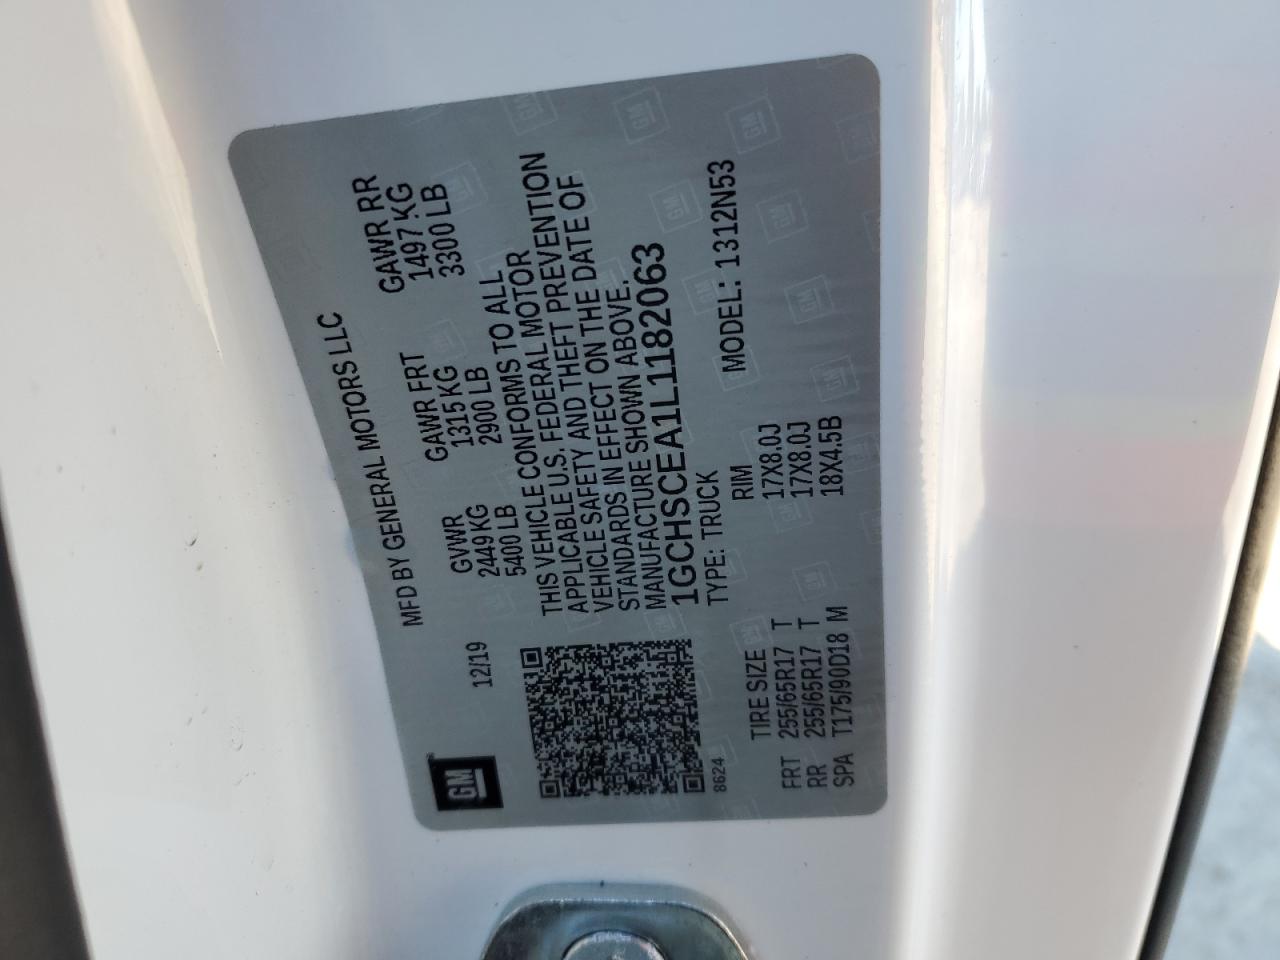 GM
MFD BY GENERAL MOTORS LLC
12/19
GVWR GAWR FRT GAWR RR
2449 KG 1315 KG 1497 KG
5400 LB 2900 LB 3300 LB
THIS VEHICLE CONFORMS TO ALL
APPLICABLE U.S. FEDERAL MOTOR
VEHICLE SAFETY AND THEFT PREVENTION
STANDARDS IN EFFECT ON THE DATE OF
MANUFACTURE SHOWN ABOVE.
1GCHSCEA1L1182063
8624
TYPE: TRUCK MODEL: 1312N53
TIRE SIZE RIM
FRT 255/65R17 T 17X8.0J
RR 255/65R17 T 17X8.0J
SPA T175/90D18 M 18X4.5B